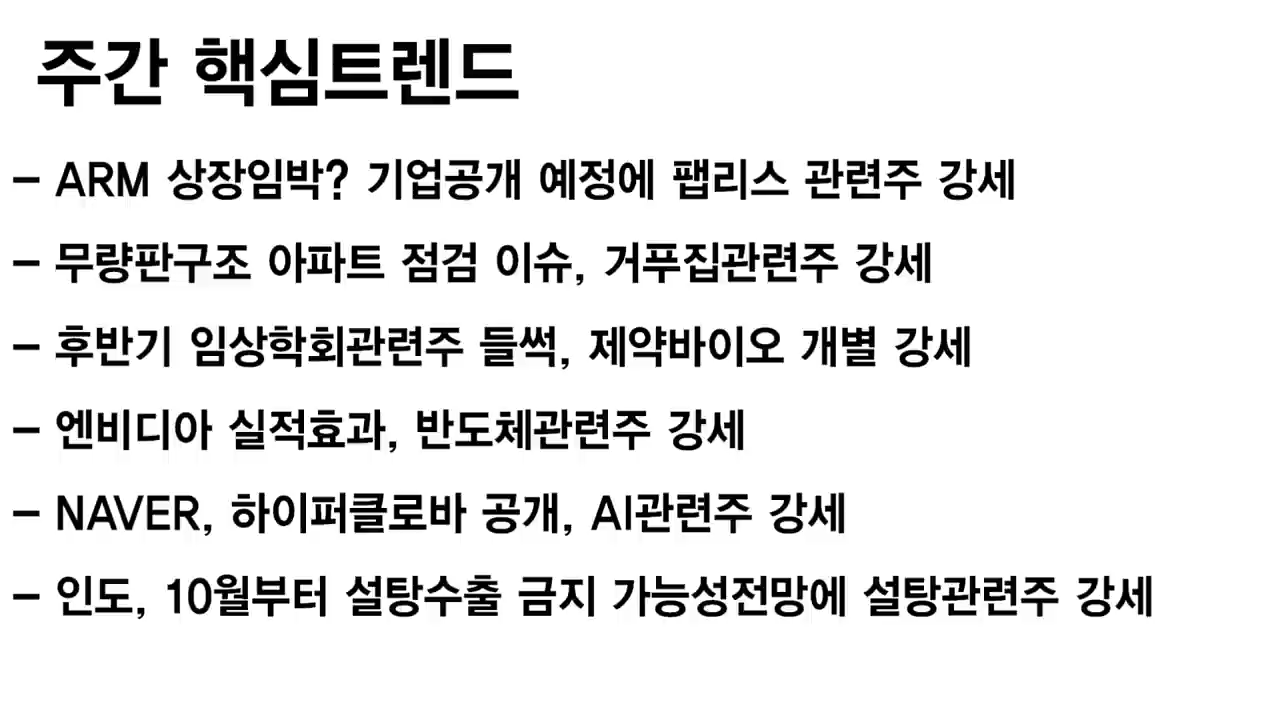 주간 핵심트렌드
– ARM 상장임박? 기업공개 예정에 팹리스 관련주 강세
– 무량판구조 아파트 점검 이슈, 거푸집관련주 강세
– 후반기 임상학회관련주 들썩, 제약바이오 개별 강세
– 엔비디아 실적효과, 반도체관련주 강세
– NAVER, 하이퍼클로바 공개, AI관련주 강세
– 인도, 10월부터 설탕수출 금지 가능성전망에 설탕관련주 강세